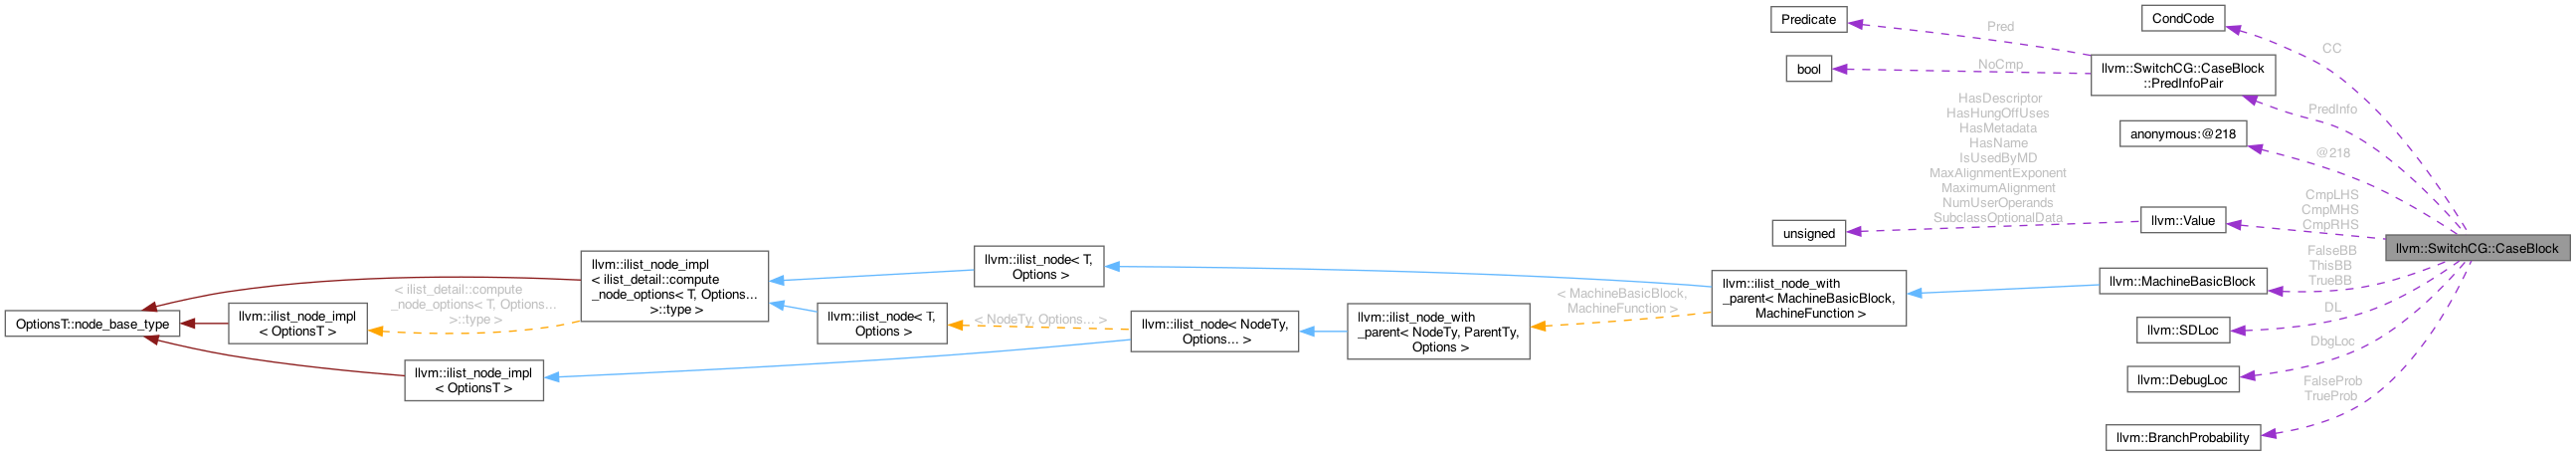 OptionsT::node_base_type
llvm::ilist_node_impl
< OptionsT >
< ilist_detail::compute
_node_options< T, Options...
>::type >
llvm::ilist_node_impl
< OptionsT >
llvm::ilist_node_impl
< ilist_detail::compute
_node_options< T, Options...
>::type >
llvm::ilist_node< T,
Options >
llvm::ilist_node< T,
Options >
< NodeTy, Options... >
llvm::ilist_node< NodeTy,
Options... >
llvm::ilist_node_with
_parent< NodeTy, ParentTy,
Options >
< MachineBasicBlock,
MachineFunction >
llvm::ilist_node_with
_parent< MachineBasicBlock,
MachineFunction >
Predicate
Pred
bool
NoCmp
HasDescriptor
HasHungOffUses
HasMetadata
HasName
IsUsedByMD
MaxAlignmentExponent
MaximumAlignment
NumUserOperands
SubclassOptionalData
unsigned
CondCode
CC
llvm::SwitchCG::CaseBlock
::PredInfoPair
PredInfo
anonymous:@218
@218
llvm::Value
CmpLHS
CmpMHS
CmpRHS
llvm::MachineBasicBlock
FalseBB
ThisBB
TrueBB
llvm::SDLoc
DL
llvm::DebugLoc
DbgLoc
llvm::BranchProbability
FalseProb
TrueProb
llvm::SwitchCG::CaseBlock